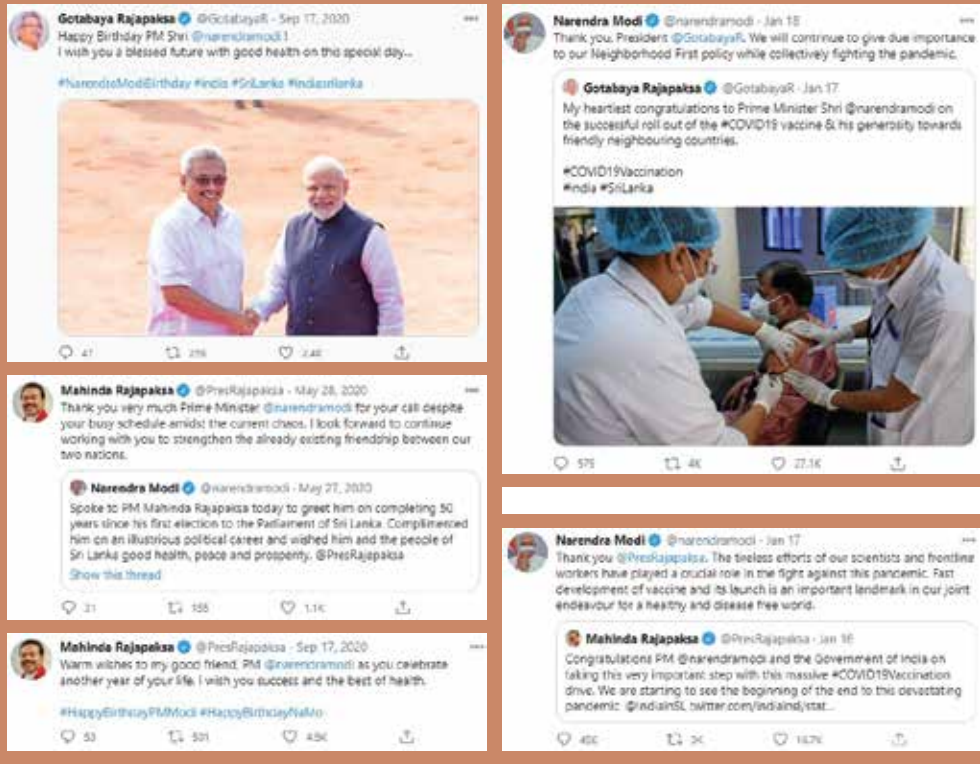 Gotabaya Rajapaksa @GotabayaR - Sep 17, 2020
Happy Birthday PM Shri @narendramodi !
I wish you a blessed future with good health on this special day...
#NarendraModiBirthday #india #SriLanka #indiasrilanka
47
2.4K
Mahinda Rajapaksa @PresRajapaksa - May 28, 2020
Thank you very much Prime Minister @narendramodi for your call despite
your busy schedule amidst the current chaos. I look forward to continue
working with you to strengthen the already existing friendship between our
two nations.
Narendra Modi @narendramodi - May 27, 2020
Spoke to PM Mahinda Rajapaksa today to greet him on completing 50
years since his first election to the Parliament of Sri Lanka. Complimented
him on an illustrious political career and wished him and the people of
Sri Lanka good health, peace and prosperity. @PresRajapaksa
Show this thread
21
155
1.1K
Mahinda Rajapaksa @PresRajapaksa - Sep 17, 2020
Warm wishes to my good friend, PM @narendramodi as you celebrate
another year of your life. I wish you success and the best of health.
#HappyBirthdayPMModi #HappyBirthdayNaMo
53
531
4.5K
Narendra Modi @narendramodi - Jan 18
Thank you, President @GotabayaR. We will continue to give due importance
to our Neighborhood First policy while collectively fighting the pandemic.
Gotabaya Rajapaksa @GotabayaR - Jan 17
My heartiest congratulations to Prime Minister Shri @narendramodi on
the successful roll out of the #COVID19 vaccine & his generosity towards
friendly neighbouring countries.
#COVID19Vaccination
#india #SriLanka
575
4K
27.1K
Narendra Modi @narendramodi - Jan 17
Thank you @PresRajapaksa. The tireless efforts of our scientists and frontline
workers have played a crucial role in the fight against this pandemic. Fast
development of vaccine and its launch is an important landmark in our joint
endeavour for a healthy and disease free world.
Mahinda Rajapaksa @PresRajapaksa - Jan 16
Congratulations PM @narendramodi and the Government of India on
taking this very important step with this massive #COVID19Vaccination
drive. We are starting to see the beginning of the end to this devastating
pandemic @IndiainSL twitter.com/indiainsl/stat...
3K
16.7K